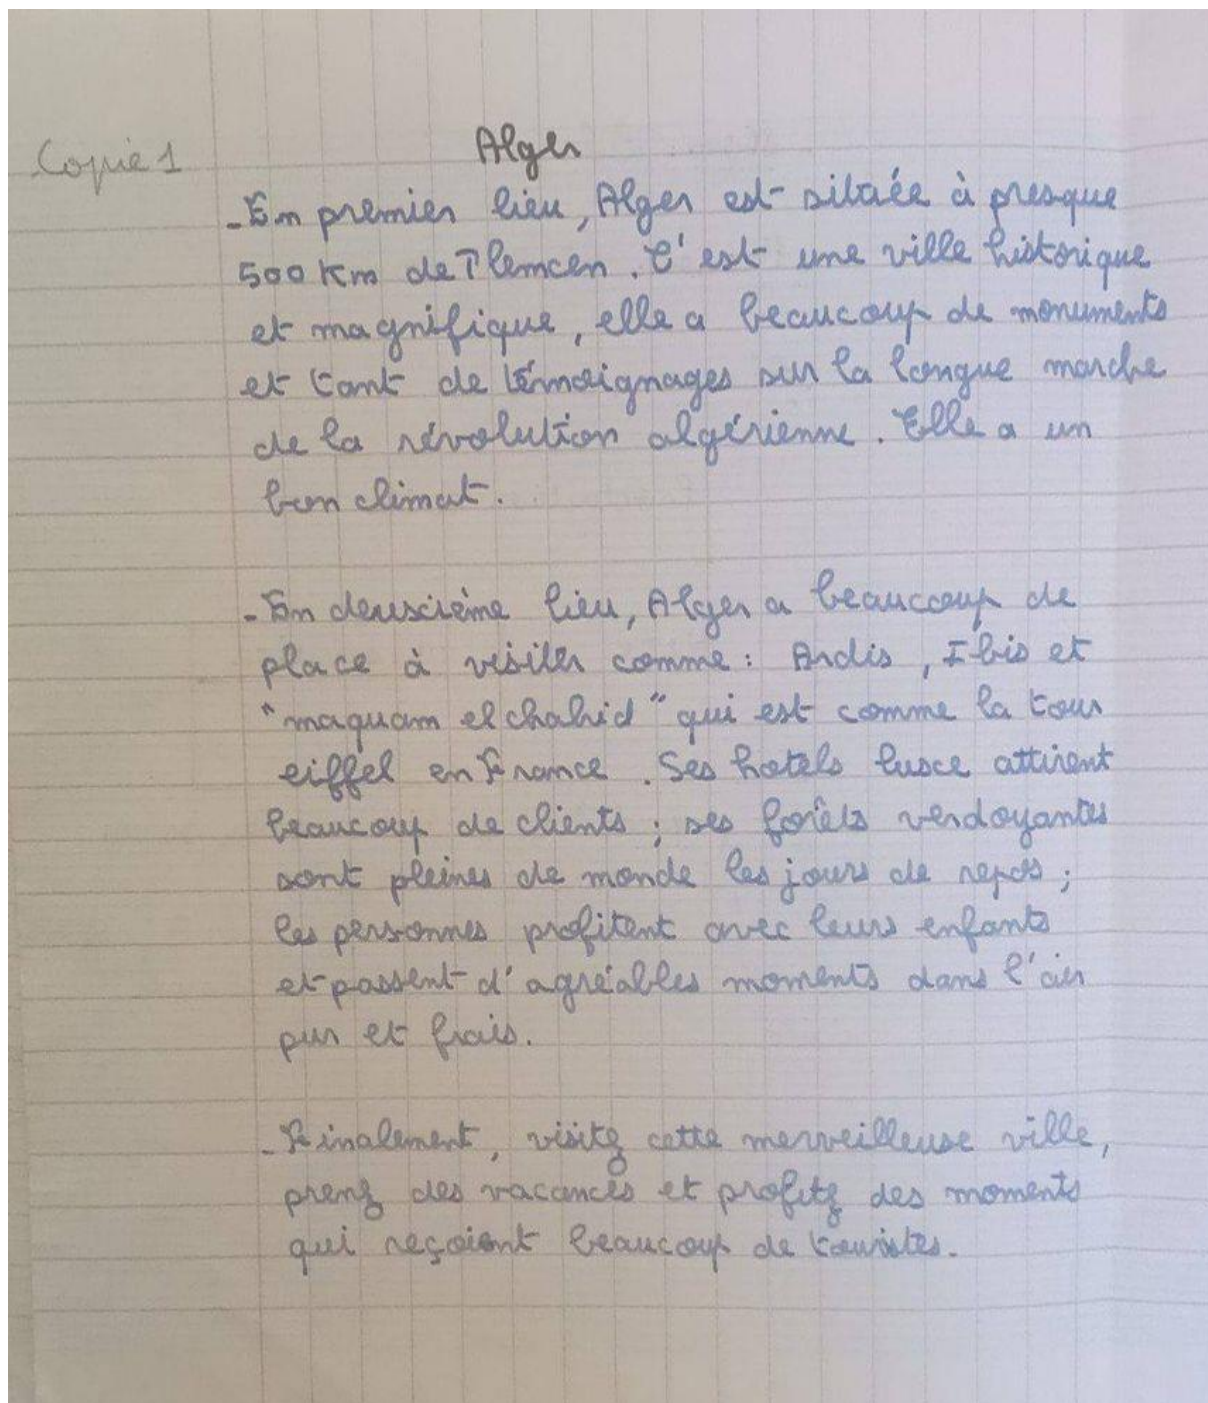 Copie 1
Alger
- En premier lieu, Alger est située à presque
500 Km de Tlemcen. C'est une ville historique
et magnifique, elle a beaucoup de monuments
et tant de témoignages sur la longue marche
de la révolution algérienne. Elle a un
bon climat.
- En deuxième lieu, Alger a beaucoup de
place à visiter comme : Ardis, Ibis et
"maquam el chahid" qui est comme la tour
eiffel en France. Ses hotels luxe attirent
beaucoup de clients ; ses forêts verdoyantes
sont pleines de monde les jours de repos ;
les personnes profitent avec leurs enfants
et passent d'agréables moments dans l'air
pur et frais.
- Finalement, visitez cette merveilleuse ville,
prenz des vacances et profitez des moments
qui reçoient beaucoup de touristes.